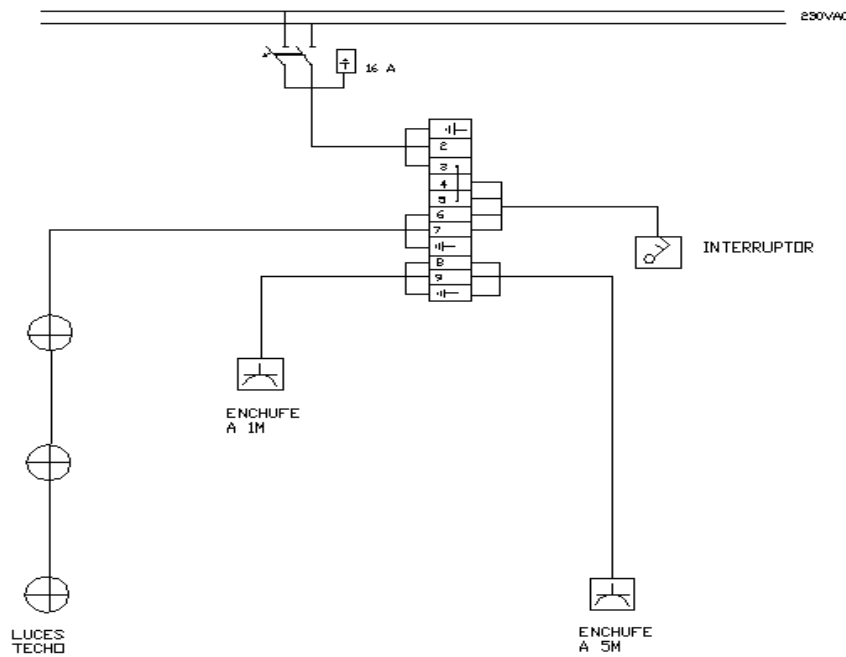 230VAC
16 A
2
3
4
5
6
7
8
9
INTERRUPTOR
ENCHUFE
A 1M
LUCES
TECHO
ENCHUFE
A 5M